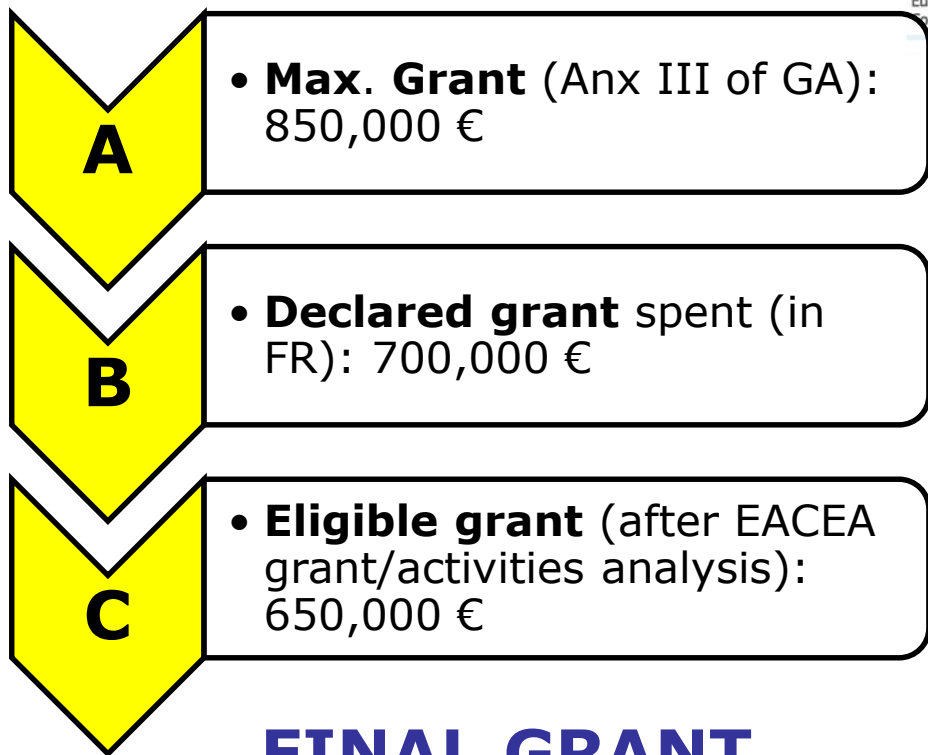 A
• Max. Grant (Anx III of GA):
850,000 €
B
• Declared grant spent (in
FR): 700,000 €
C
• Eligible grant (after EACEA
grant/activities analysis):
650,000 €
FINAL GRANT